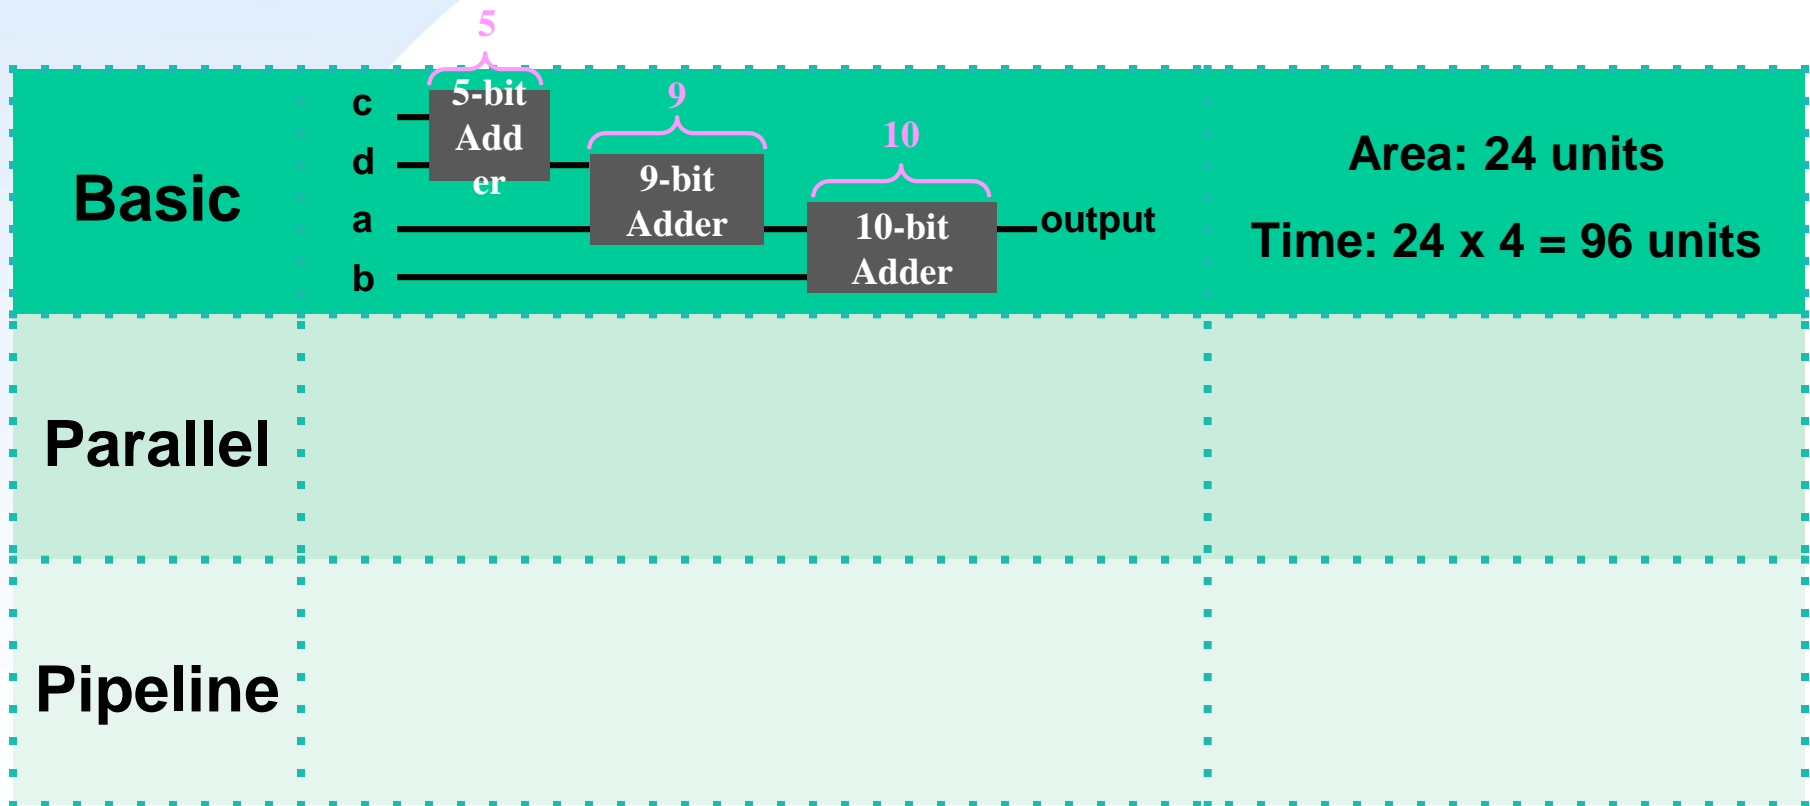 Basic
5
c
d
a
b
5-bit
Add
er
9
9-bit
Adder
10
10-bit
Adder
output
Area: 24 units
Time: 24 x 4 = 96 units
Parallel
Pipeline